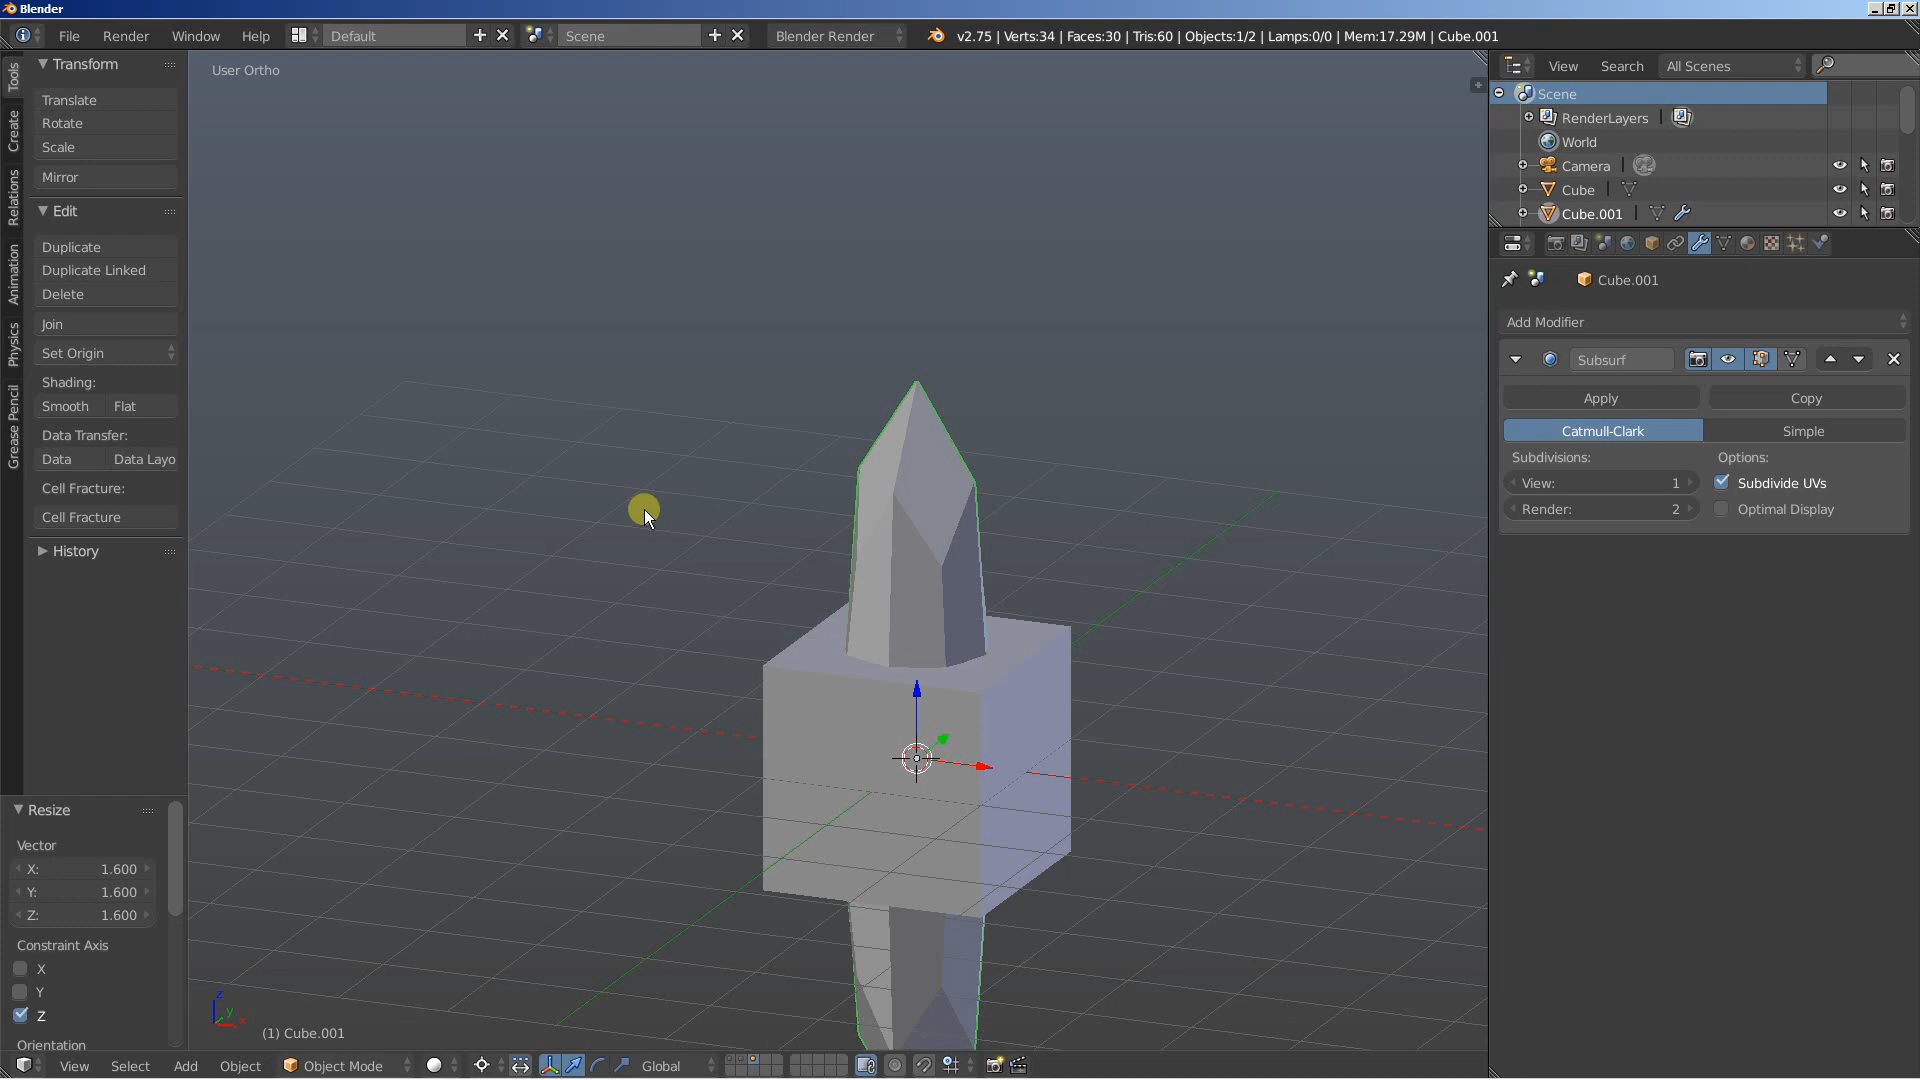 Blender
File Render Window Help Default Scene Blender Render v2.75 | Verts:34 | Faces:30 | Tris:60 | Objects:1/2 | Lamps:0/0 | Mem:17.29M | Cube.001
Tools
Create
Relations
Animation
Physics
Grease Pencil
Transform
Translate
Rotate
Scale
Mirror
Edit
Duplicate
Duplicate Linked
Delete
Join
Set Origin
Shading:
Smooth Flat
Data Transfer:
Data Data Layo
Cell Fracture:
Cell Fracture
History
Resize
Vector
X: 1.600
Y: 1.600
Z: 1.600
Constraint Axis
X
Y
Z
Orientation
User Ortho
z
y
x
(1) Cube.001
View Select Add Object Object Mode Global
View Search All Scenes
Scene
RenderLayers
World
Camera
Cube
Cube.001
Cube.001
Add Modifier
Subsurf
Apply Copy
Catmull-Clark Simple
Subdivisions: Options:
View: 1 Subdivide UVs
Render: 2 Optimal Display